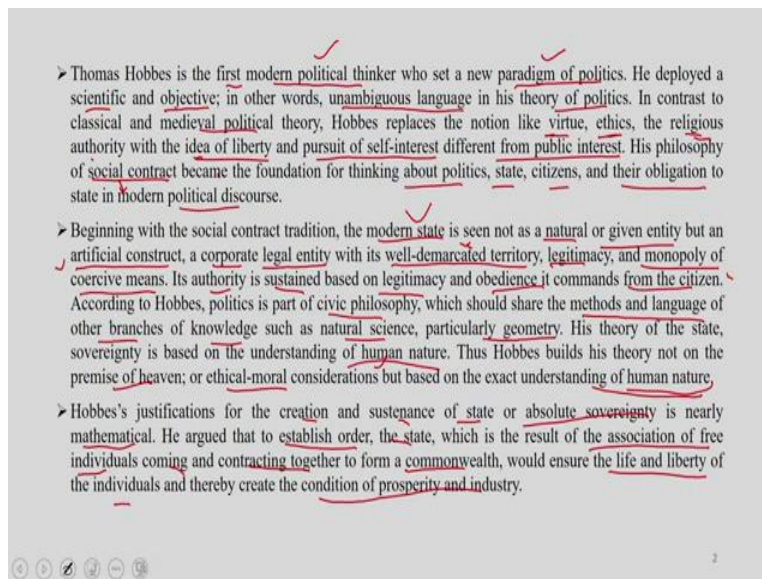 ➢ Thomas Hobbes is the first modern political thinker who set a new paradigm of politics. He deployed a
scientific and objective; in other words, unambiguous language in his theory of politics. In contrast to
classical and medieval political theory, Hobbes replaces the notion like virtue, ethics, the religious
authority with the idea of liberty and pursuit of self-interest different from public interest. His philosophy
of social contract became the foundation for thinking about politics, state, citizens, and their obligation to
state in modern political discourse.
➢ Beginning with the social contract tradition, the modern state is seen not as a natural or given entity but an
artificial construct, a corporate legal entity with its well-demarcated territory, legitimacy, and monopoly of
coercive means. Its authority is sustained based on legitimacy and obedience it commands from the citizen.
According to Hobbes, politics is part of civic philosophy, which should share the methods and language of
other branches of knowledge such as natural science, particularly geometry. His theory of the state,
sovereignty is based on the understanding of human nature. Thus Hobbes builds his theory not on the
premise of heaven; or ethical-moral considerations but based on the exact understanding of human nature.
➢ Hobbes's justifications for the creation and sustenance of state or absolute sovereignty is nearly
mathematical. He argued that to establish order, the state, which is the result of the association of free
individuals coming and contracting together to form a commonwealth, would ensure the life and liberty of
the individuals and thereby create the condition of prosperity and industry.
2